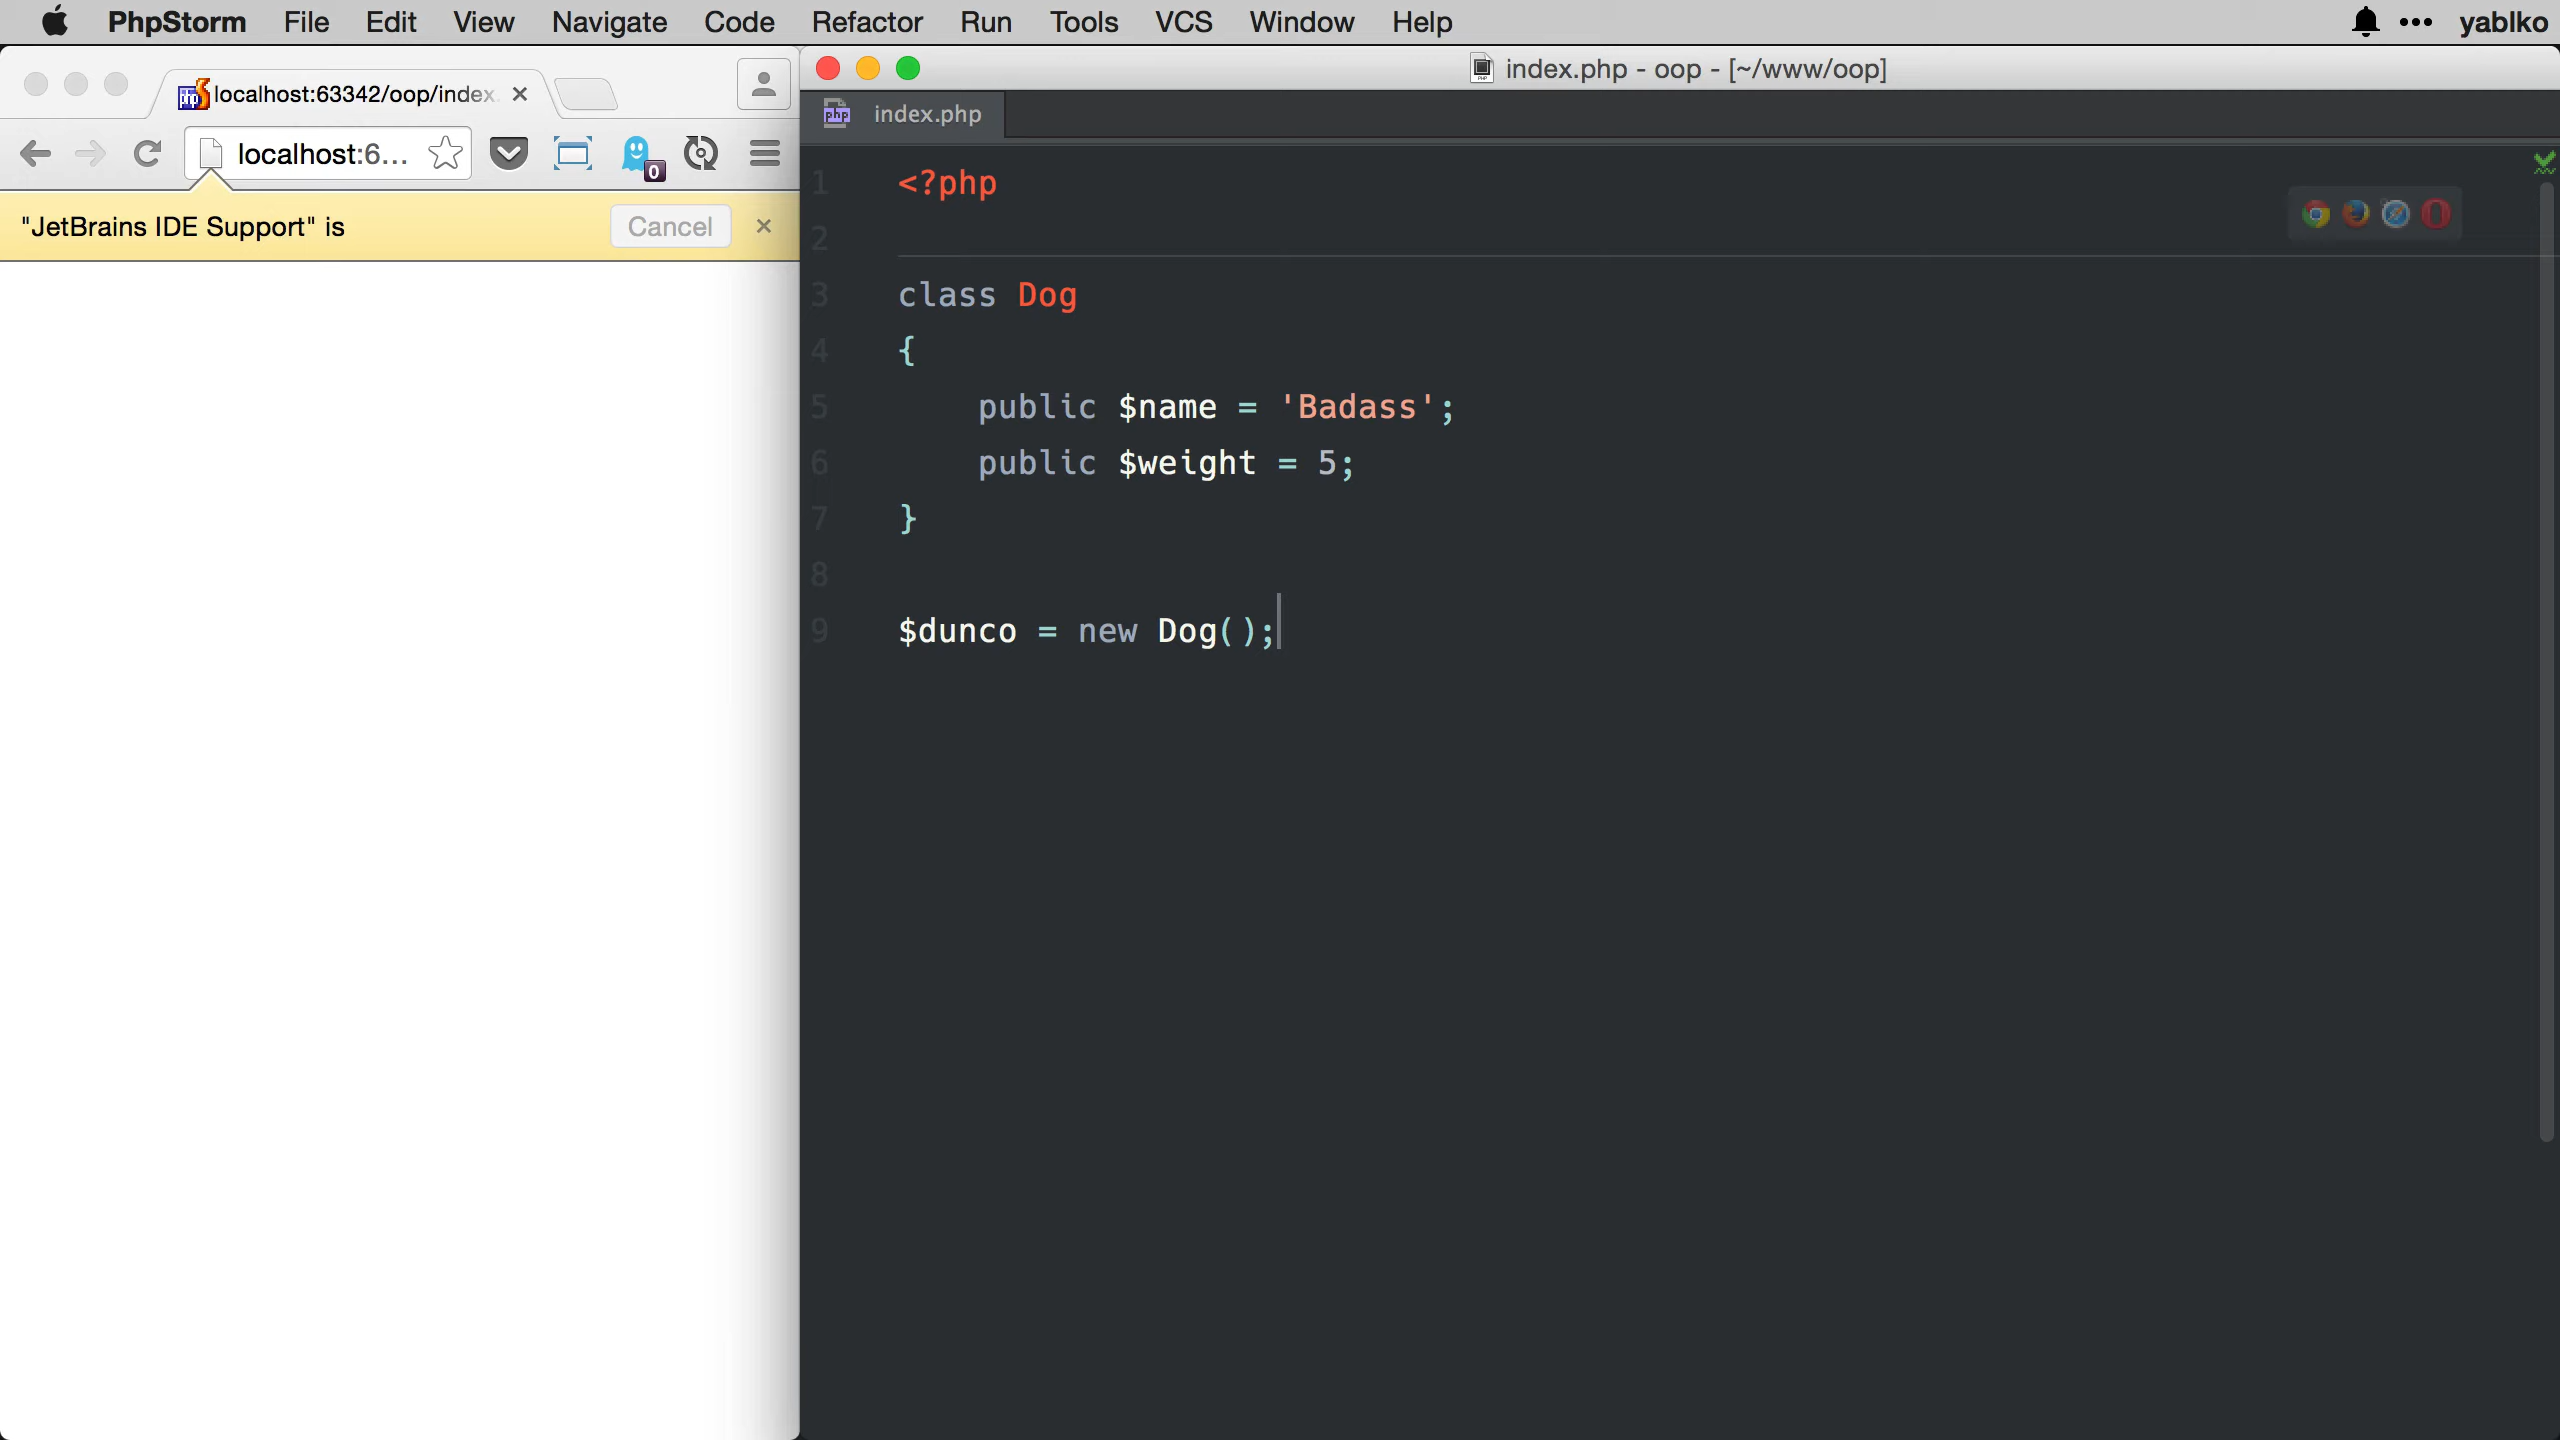 PhpStorm File Edit View Navigate Code Refactor Run Tools VCS Window Help yablko
localhost:63342/oop/index
localhost:6...
0
"JetBrains IDE Support" is Cancel
index.php - oop - [~/www/oop]
index.php
1 <?php
2
3 class Dog
4 {
5 public $name = 'Badass';
6 public $weight = 5;
7 }
8
9 $dunco = new Dog();